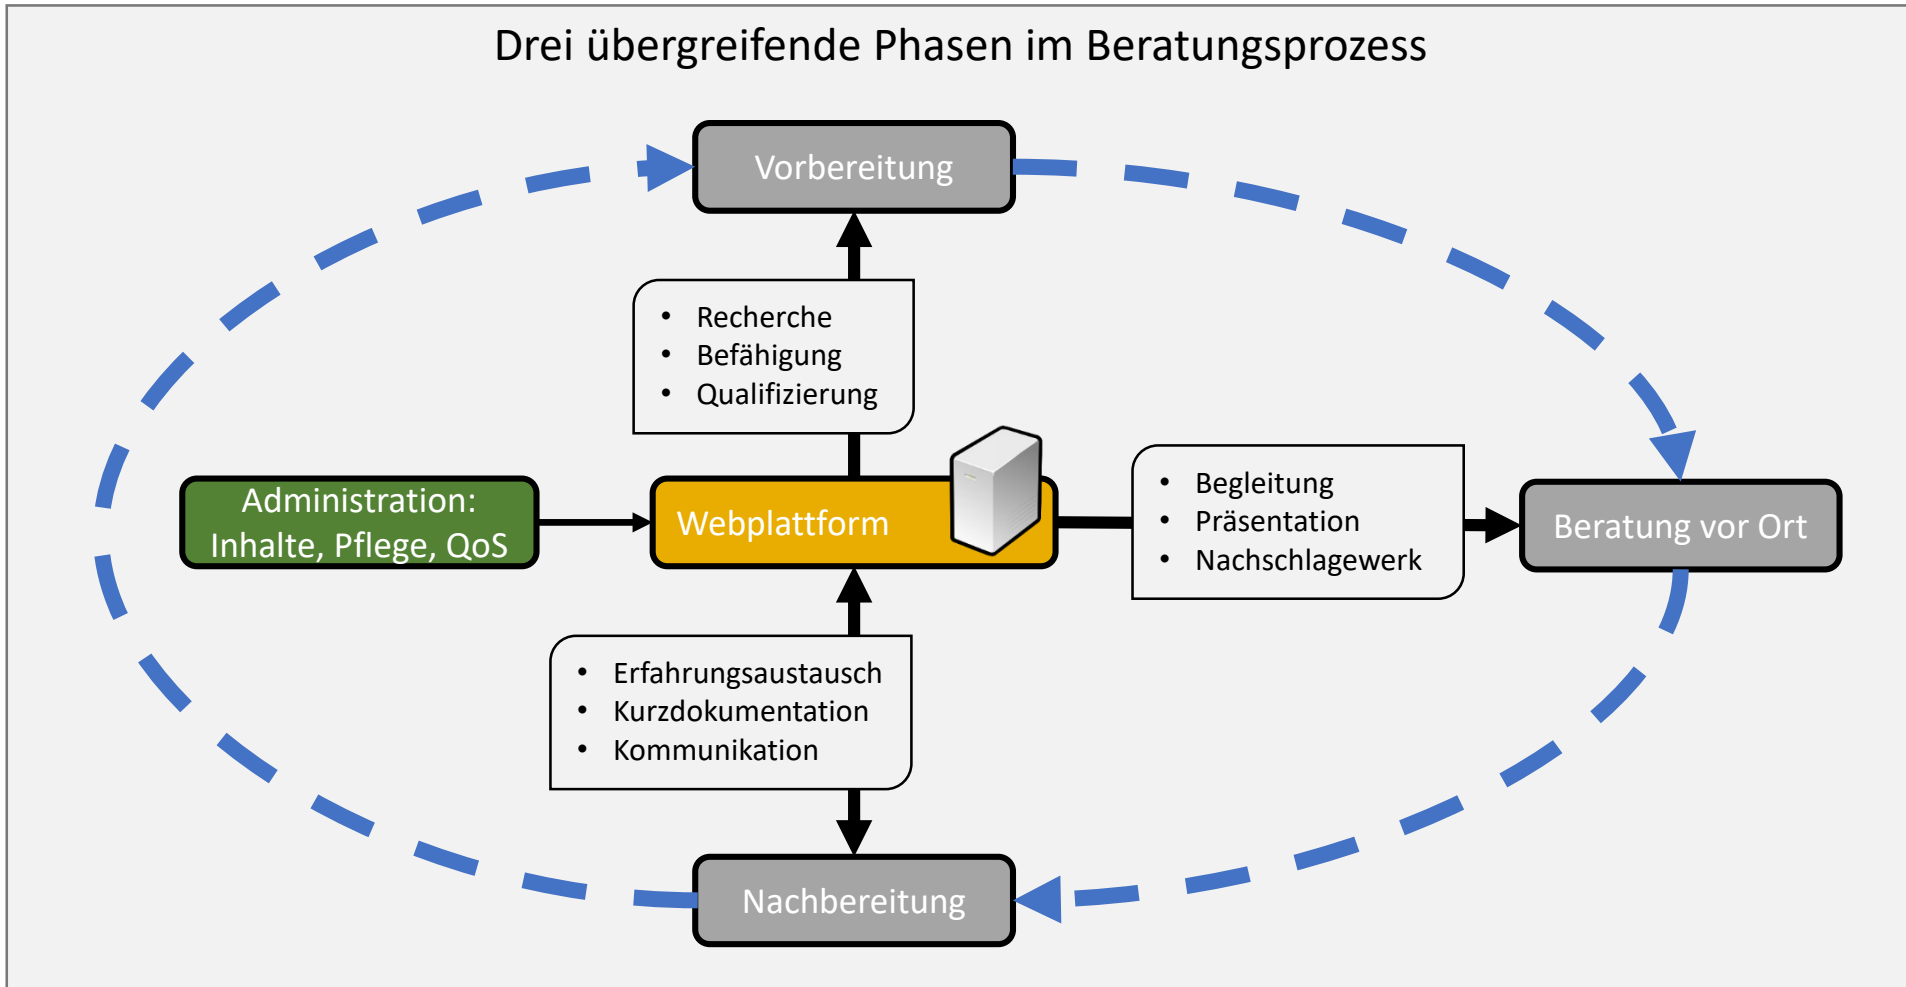 Drei übergreifende Phasen im Beratungsprozess
Vorbereitung
• Recherche
• Befähigung
• Qualifizierung
Administration:
Inhalte, Pflege, QoS
Webplattform
• Begleitung
• Präsentation
• Nachschlagewerk
Beratung vor Ort
• Erfahrungsaustausch
• Kurzdokumentation
• Kommunikation
Nachbereitung